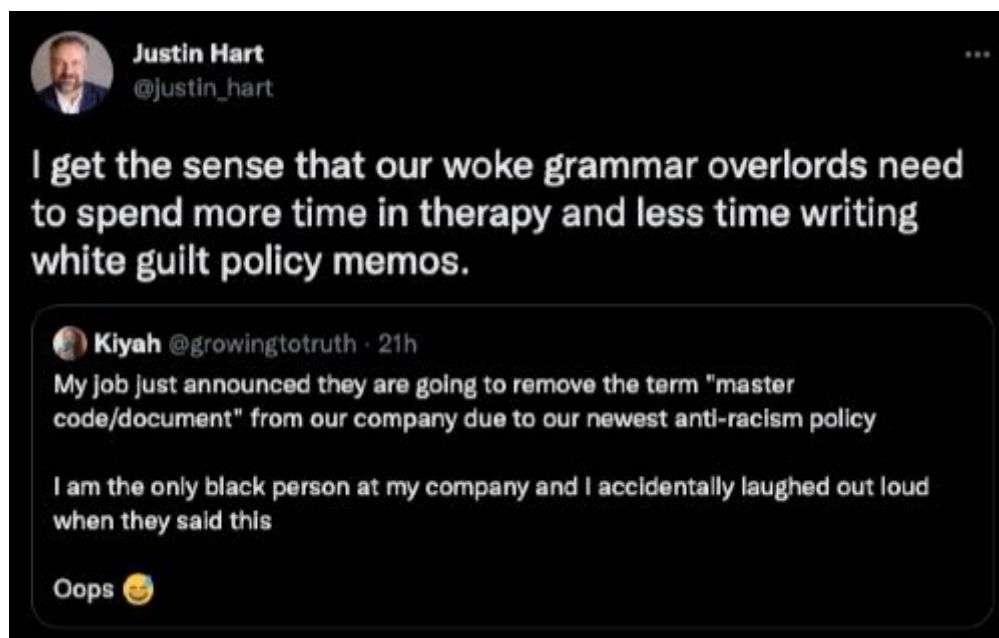 Justin Hart
@justin_hart
I get the sense that our woke grammar overlords need
to spend more time in therapy and less time writing
white guilt policy memos.
Kiyah @growingtotruth · 21h
My job just announced they are going to remove the term "master
code/document" from our company due to our newest anti-racism policy
I am the only black person at my company and I accidentally laughed out loud
when they said this
Oops 😅